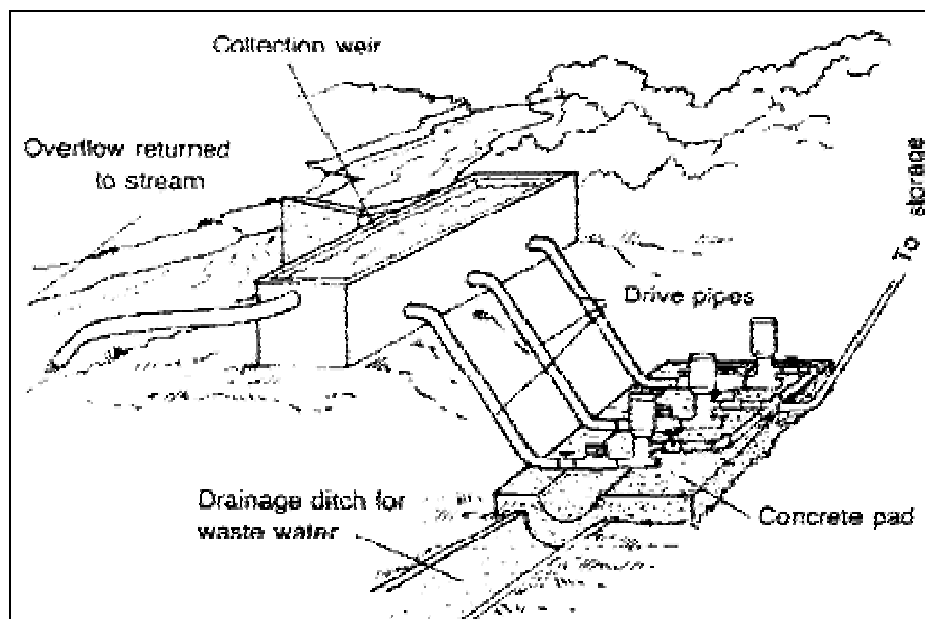 Collection weir
Overflow returned
to stream
To storage
Drive pipes
Drainage ditch for
waste water
Concrete pad